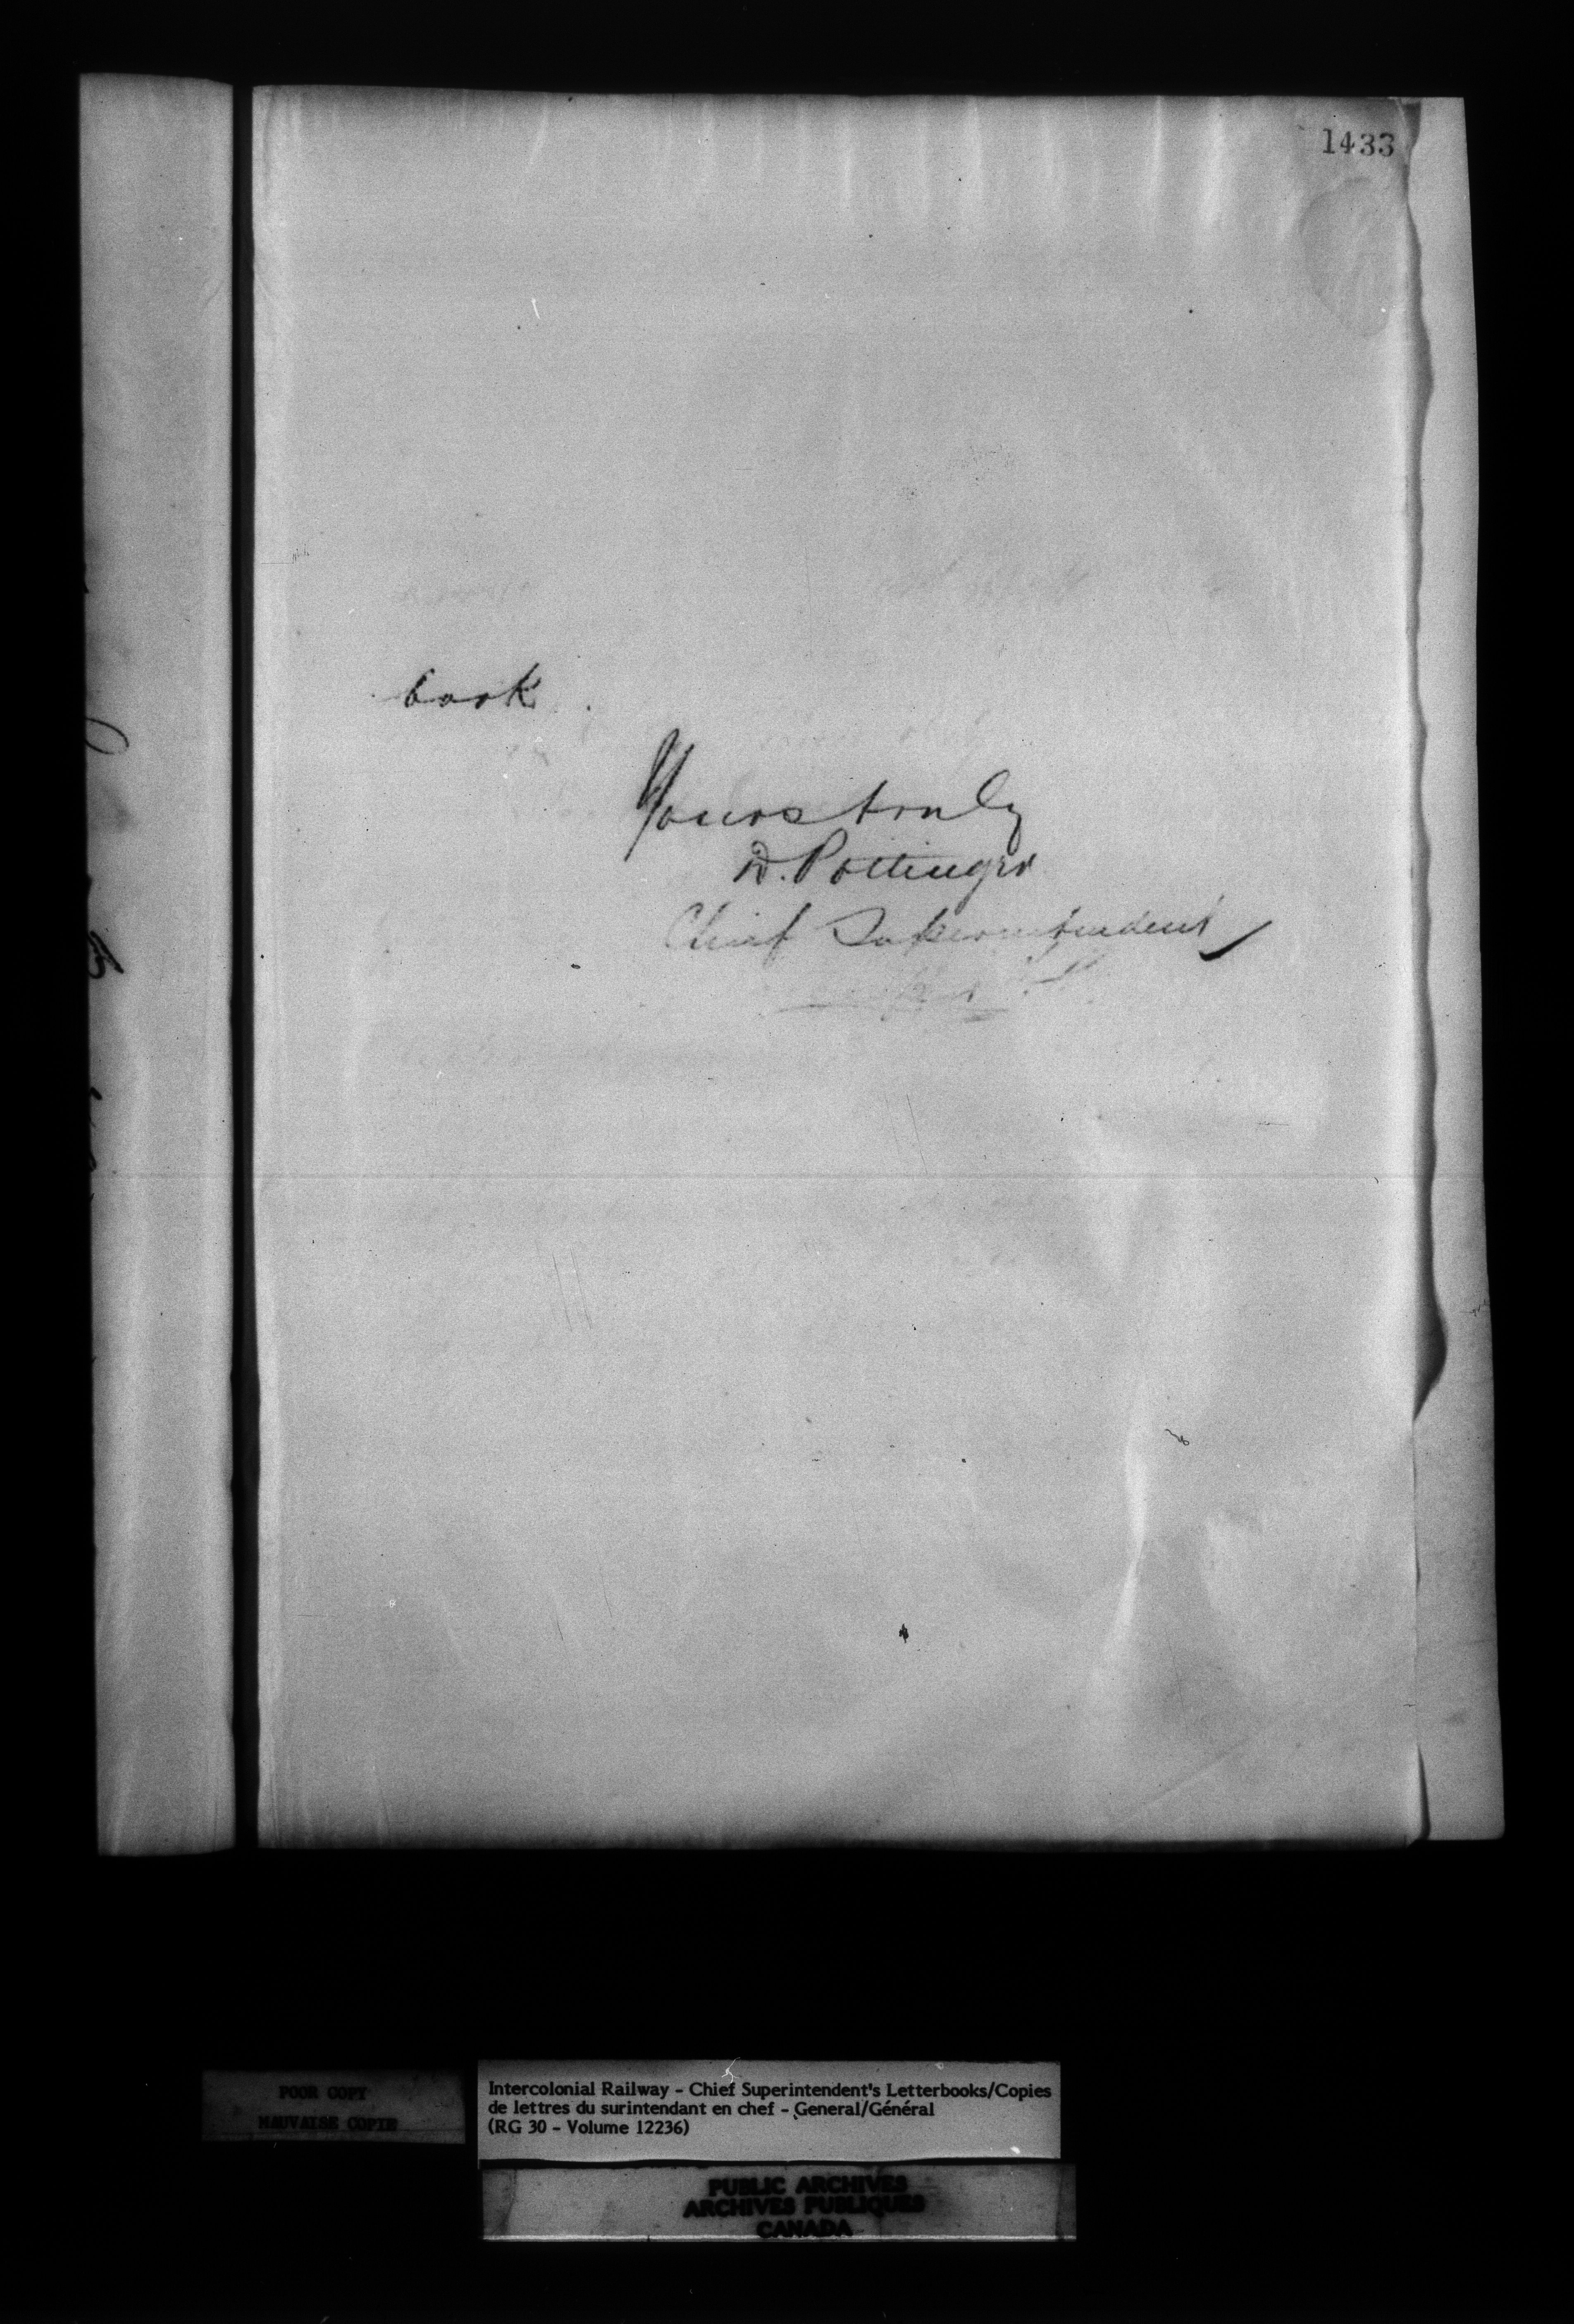 1433
book.
Yours truly
D. Pottinger
Chief Superintendent
POOR COPY
MAUVAISE COPIE
Intercolonial Railway - Chief Superintendent's Letterbooks/Copies
de lettres du surintendant en chef - General/Général
(RG 30 - Volume 12236)
PUBLIC ARCHIVES
ARCHIVES PUBLIQUES
CANADA